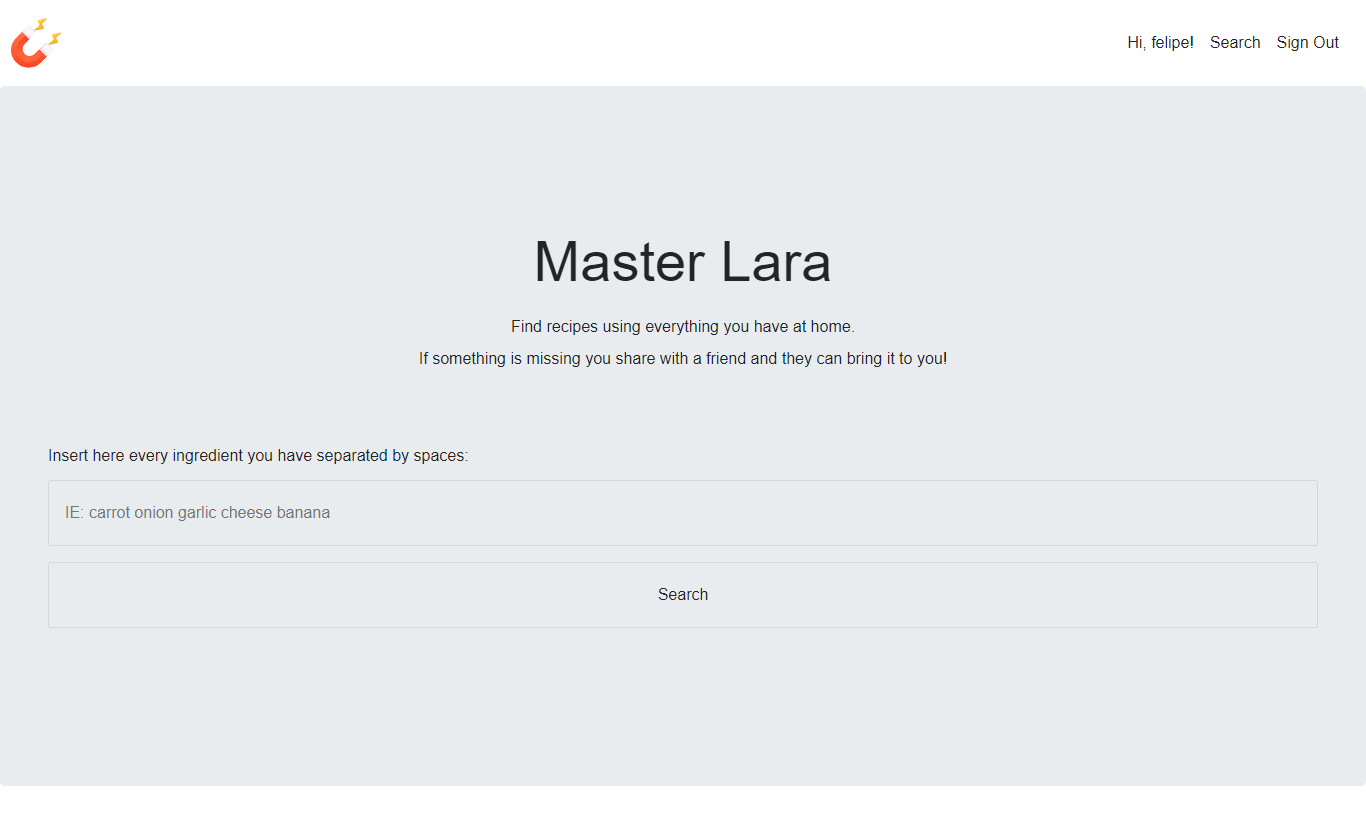 Hi, felipe! Search Sign Out
Master Lara
Find recipes using everything you have at home.
If something is missing you share with a friend and they can bring it to you!
Insert here every ingredient you have separated by spaces:
IE: carrot onion garlic cheese banana
Search